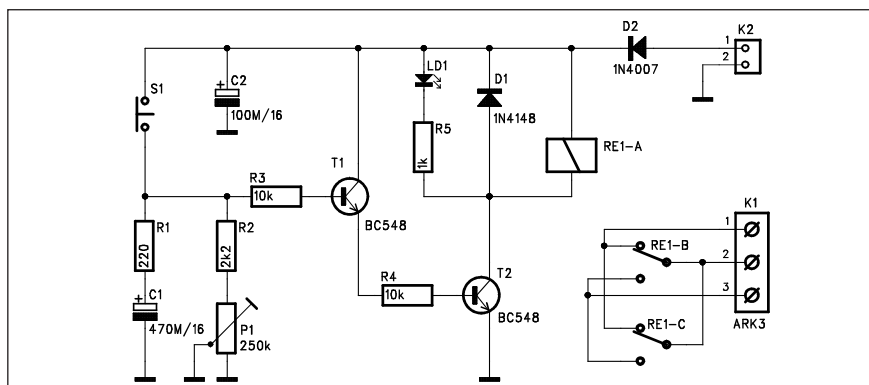 D2
K2
1
2
1N4007
LD1
D1
1N4148
S1
C2
+
100M/16
R5
1k
RE1-A
T1
R3
10k
BC548
K1
R1
220
R2
2k2
1
2
3
RE1-B
R4
10k
T2
BC548
C1
+
470M/16
P1
250k
RE1-C
ARK3